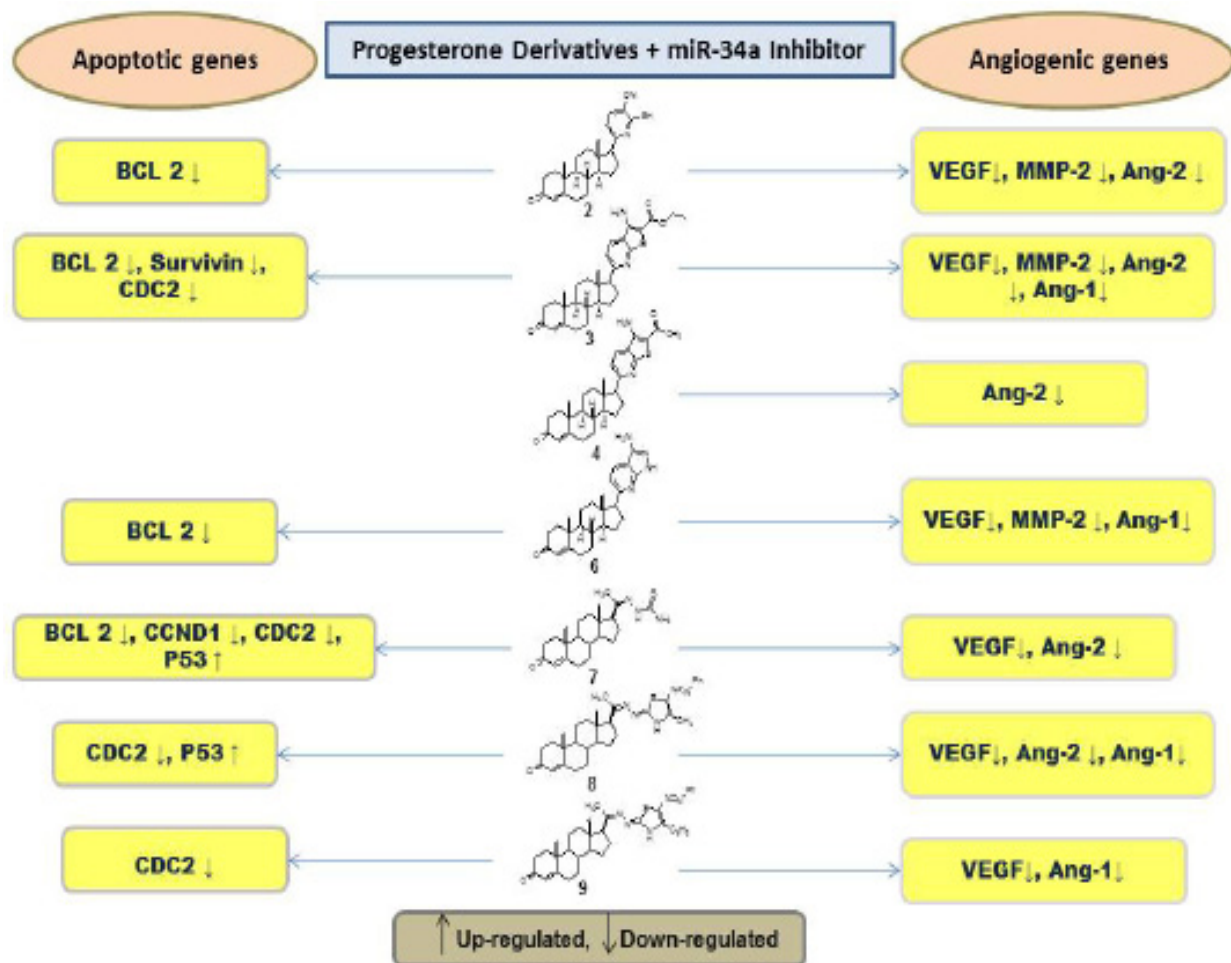 Apoptotic genes
Progesterone Derivatives + miR-34a Inhibitor
Angiogenic genes
BCL 2 ↓
2
VEGF↓, MMP-2 ↓, Ang-2 ↓
BCL 2 ↓, Survivin ↓,
CDC2 ↓
3
VEGF↓, MMP-2 ↓, Ang-2
↓, Ang-1↓
4
Ang-2 ↓
BCL 2 ↓
6
VEGF↓, MMP-2 ↓, Ang-1↓
BCL 2 ↓, CCND1 ↓, CDC2 ↓,
P53 ↑
7
VEGF↓, Ang-2 ↓
CDC2 ↓, P53 ↑
8
VEGF↓, Ang-2 ↓, Ang-1↓
CDC2 ↓
9
VEGF↓, Ang-1↓
↑ Up-regulated, ↓ Down-regulated